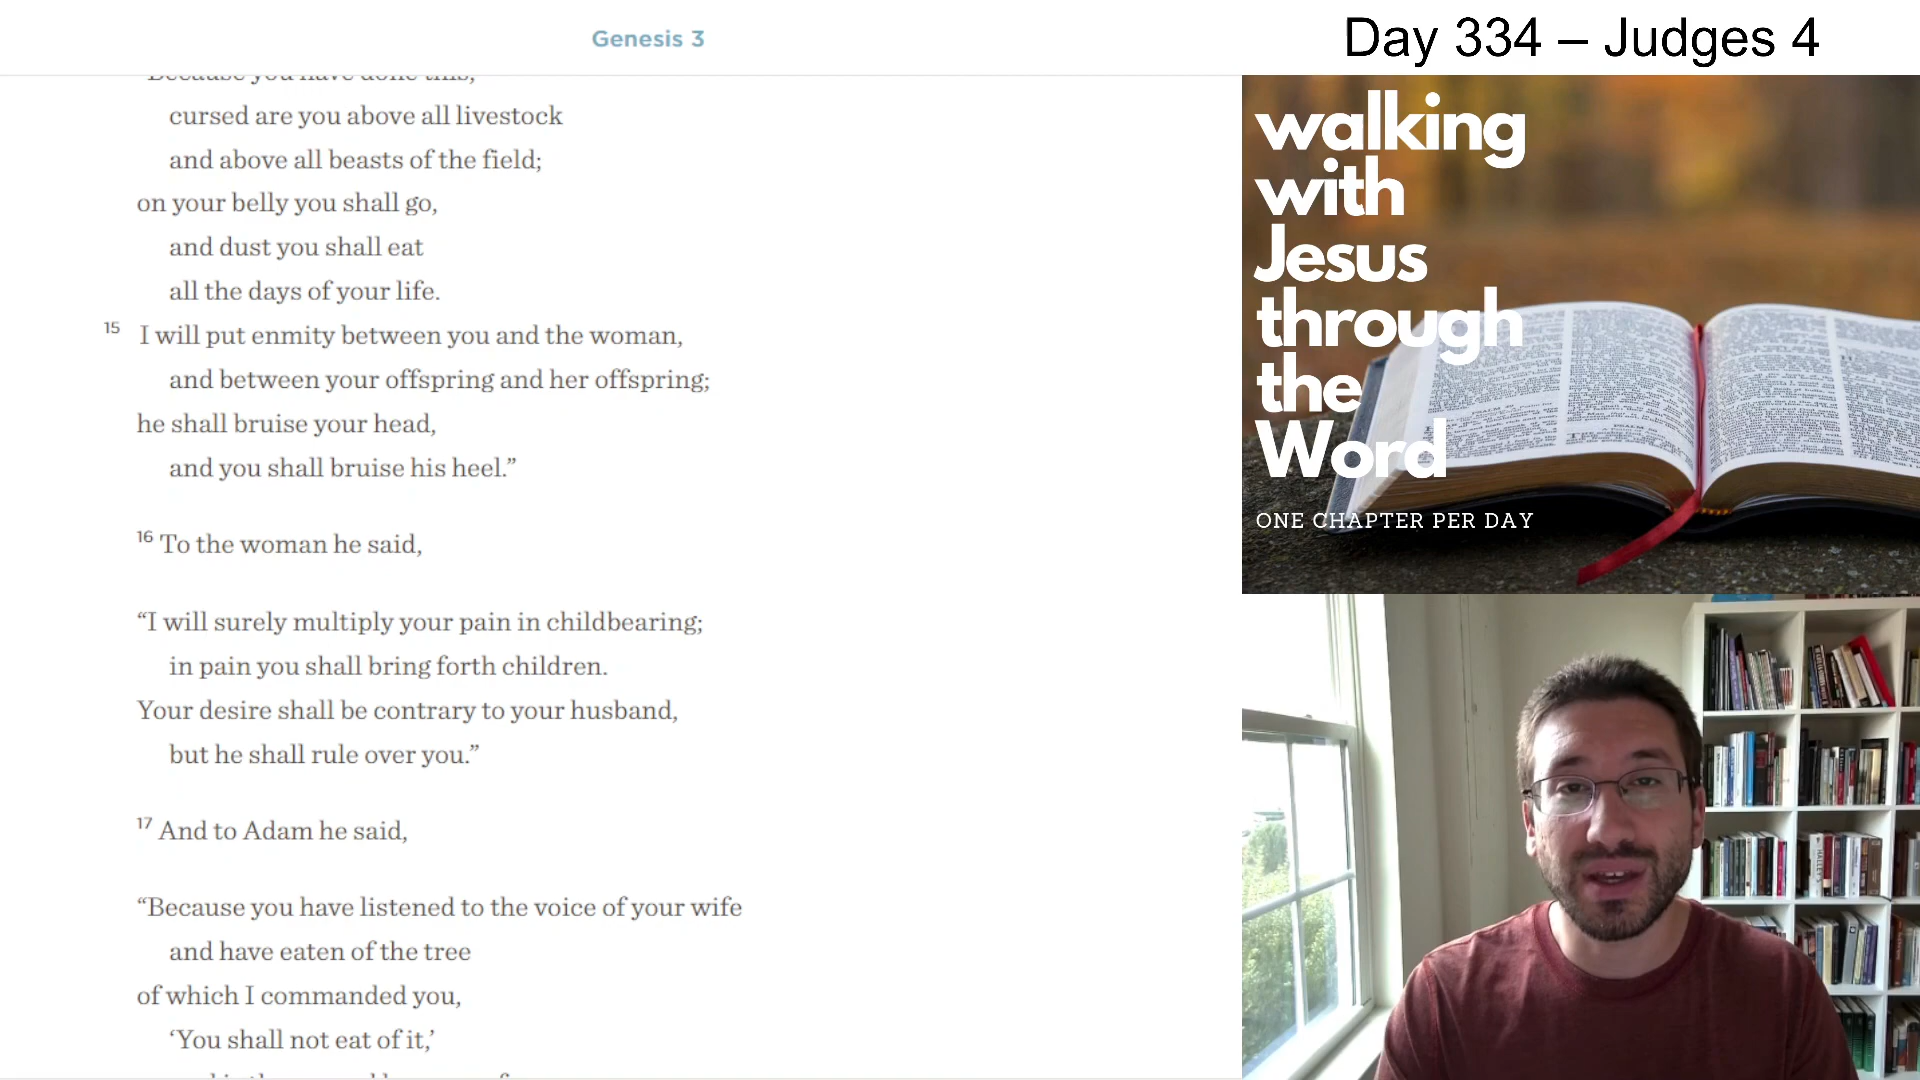 Genesis 3
Day 334 – Judges 4
“Because you have done this,
cursed are you above all livestock
and above all beasts of the field;
on your belly you shall go,
and dust you shall eat
all the days of your life.
15 I will put enmity between you and the woman,
and between your offspring and her offspring;
he shall bruise your head,
and you shall bruise his heel.”
16 To the woman he said,
“I will surely multiply your pain in childbearing;
in pain you shall bring forth children.
Your desire shall be contrary to your husband,
but he shall rule over you.”
17 And to Adam he said,
“Because you have listened to the voice of your wife
and have eaten of the tree
of which I commanded you,
‘You shall not eat of it,’
walking
with
Jesus
through
the
Word
ONE CHAPTER PER DAY